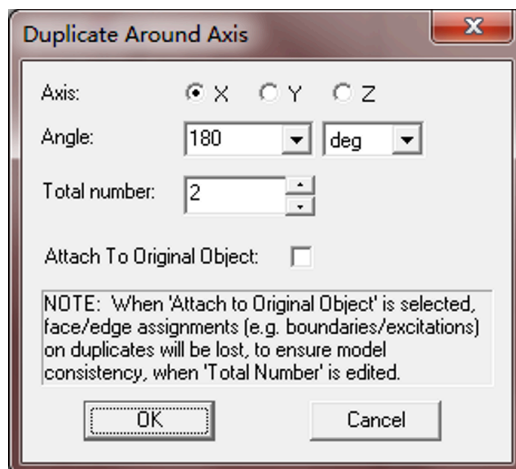 Duplicate Around Axis
Axis: X Y Z
Angle: 180 deg
Total number: 2
Attach To Original Object:
NOTE: When 'Attach to Original Object' is selected,
face/edge assignments (e.g. boundaries/excitations)
on duplicates will be lost, to ensure model
consistency, when 'Total Number' is edited.
OK Cancel